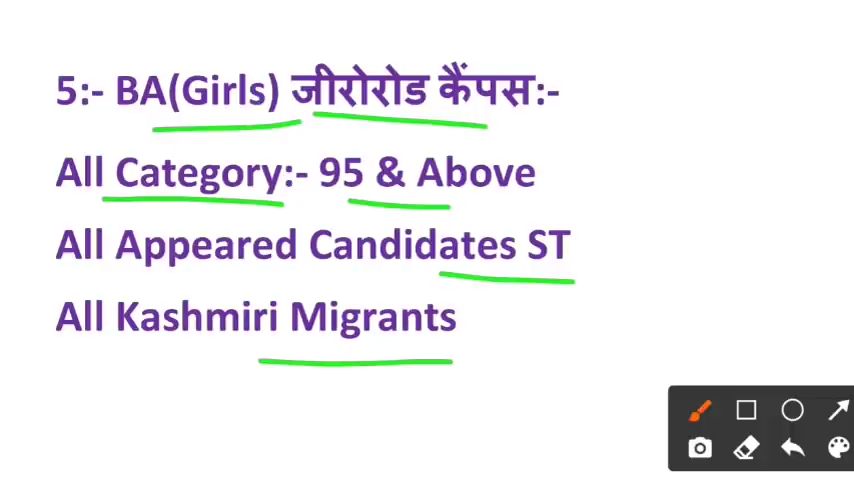 5:- BA(Girls) जीरोरोड कैंपस:-
All Category:- 95 & Above
All Appeared Candidates ST
All Kashmiri Migrants